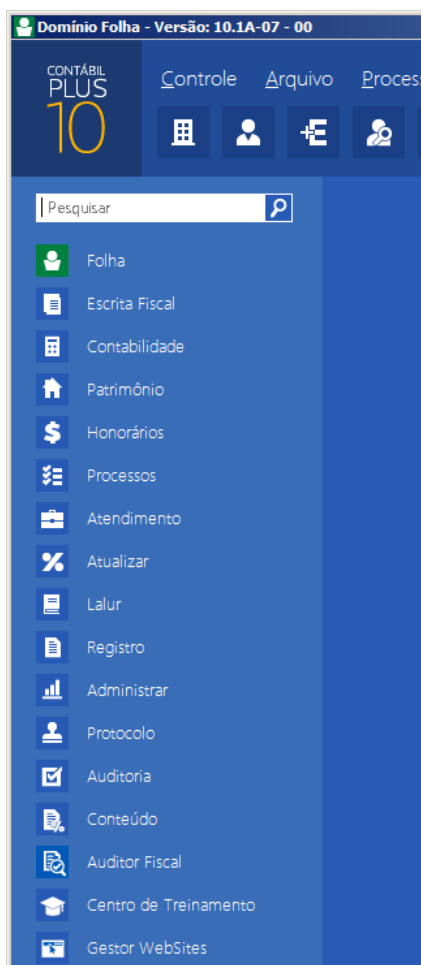 Domínio Folha - Versão: 10.1A-07 - 00
CONTÁBIL
PLUS
10
Controle Arquivo Process
Pesquisar
Folha
Escrita Fiscal
Contabilidade
Patrimônio
Honorários
Processos
Atendimento
Atualizar
Lalur
Registro
Administrar
Protocolo
Auditoria
Conteúdo
Auditor Fiscal
Centro de Treinamento
Gestor WebSites